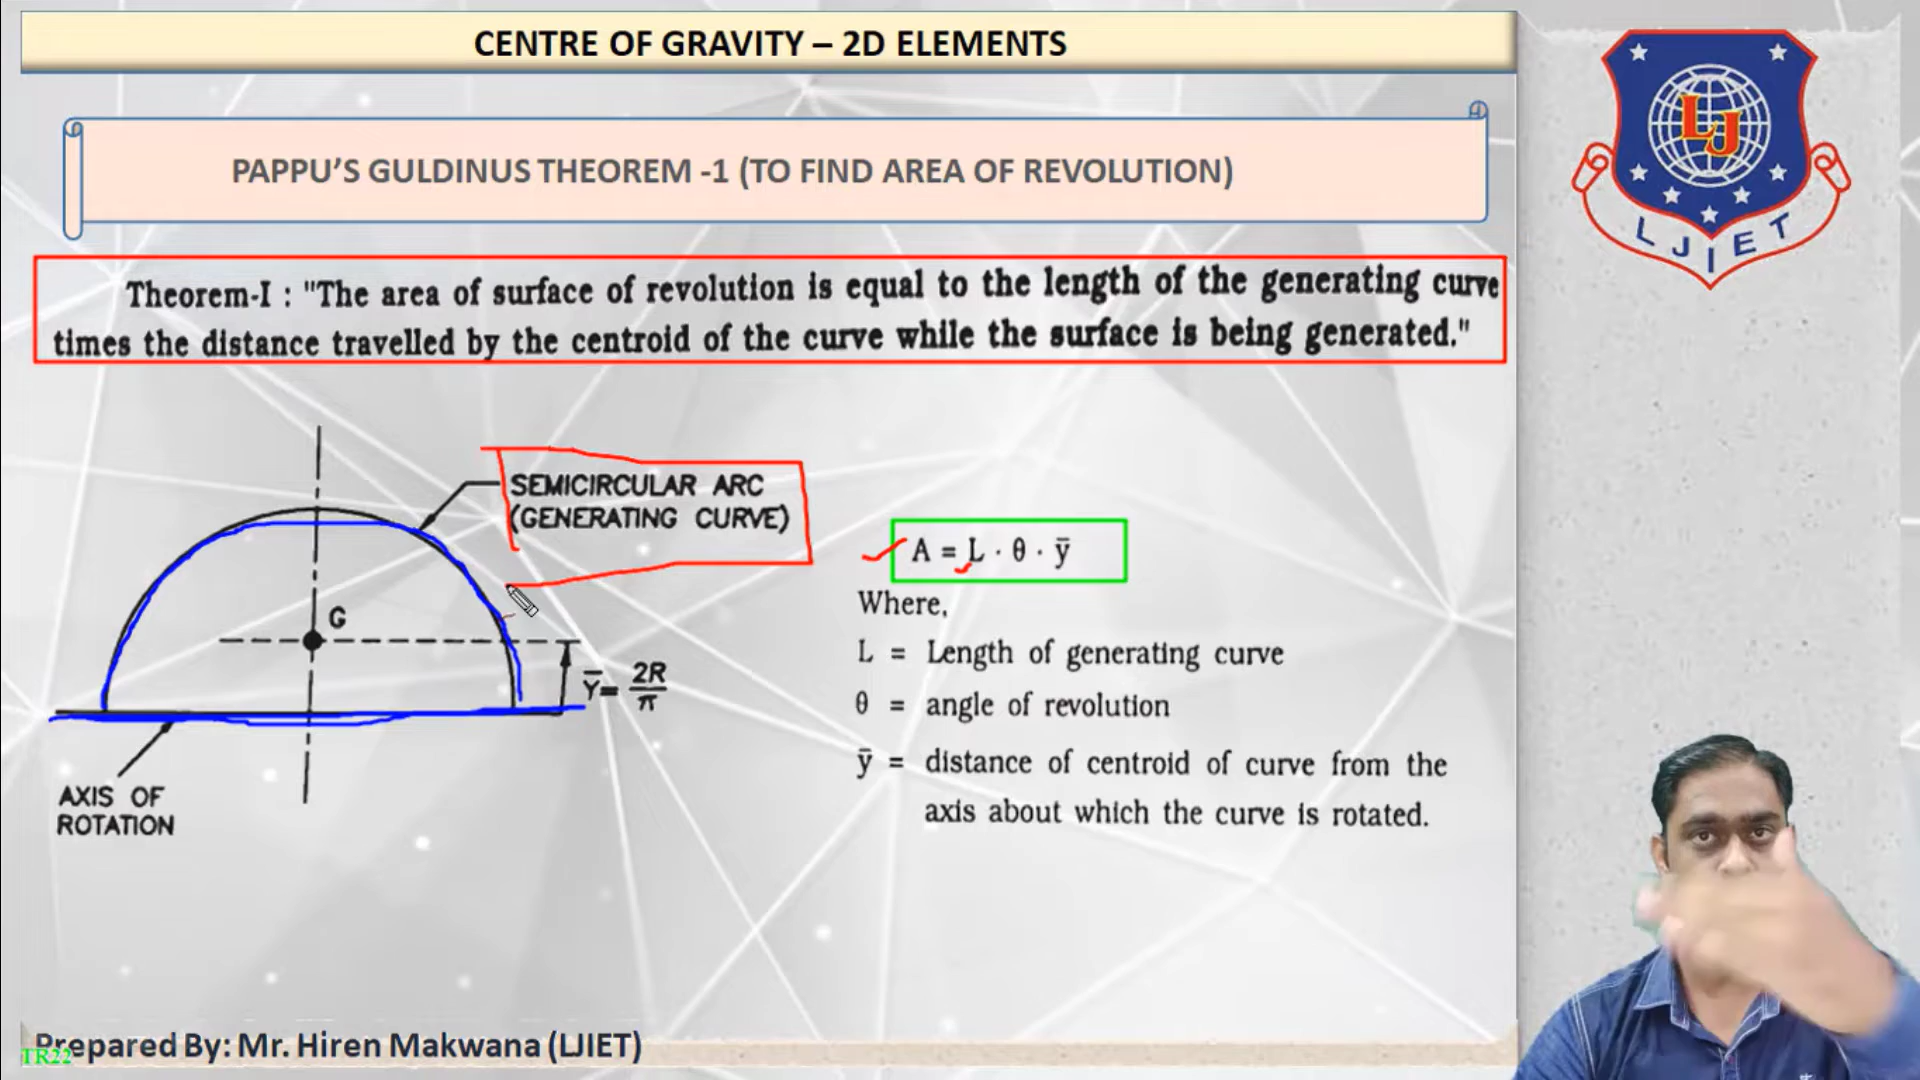 CENTRE OF GRAVITY – 2D ELEMENTS
PAPPU'S GULDINUS THEOREM -1 (TO FIND AREA OF REVOLUTION)
Theorem-I : "The area of surface of revolution is equal to the length of the generating curve
times the distance travelled by the centroid of the curve while the surface is being generated."
SEMICIRCULAR ARC
(GENERATING CURVE)
G
Y̅ = 2R/π
AXIS OF
ROTATION
A = L · θ · y̅
Where,
L = Length of generating curve
θ = angle of revolution
y̅ = distance of centroid of curve from the
axis about which the curve is rotated.
LJ
LJIET
Prepared By: Mr. Hiren Makwana (LJIET)
TR22